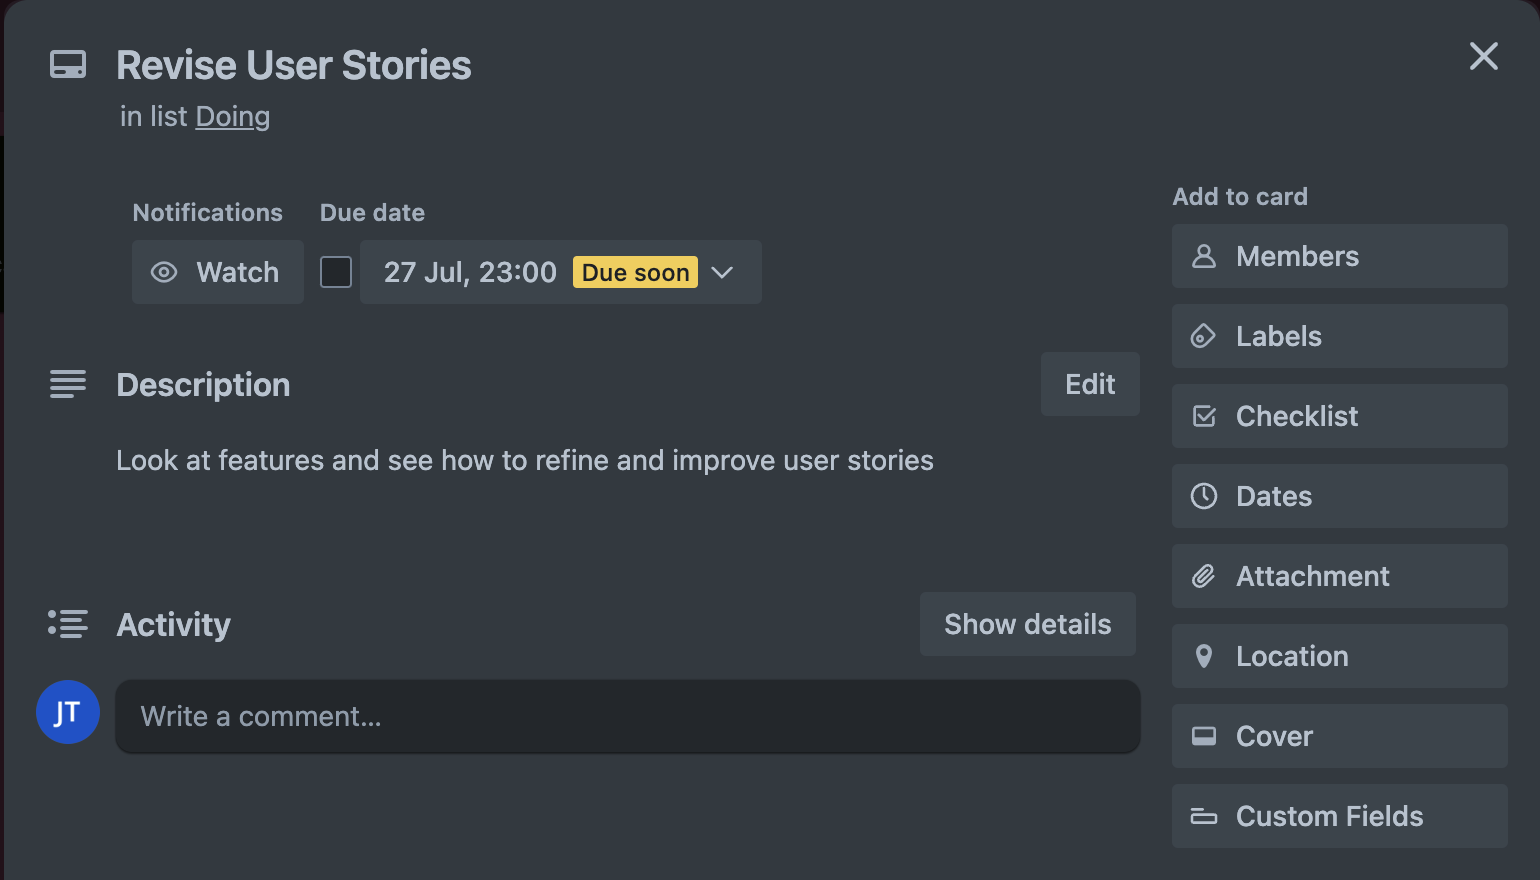 Revise User Stories
in list Doing
Notifications
Due date
Watch
27 Jul, 23:00 Due soon
Description
Edit
Look at features and see how to refine and improve user stories
Activity
Show details
JT
Write a comment...
Add to card
Members
Labels
Checklist
Dates
Attachment
Location
Cover
Custom Fields